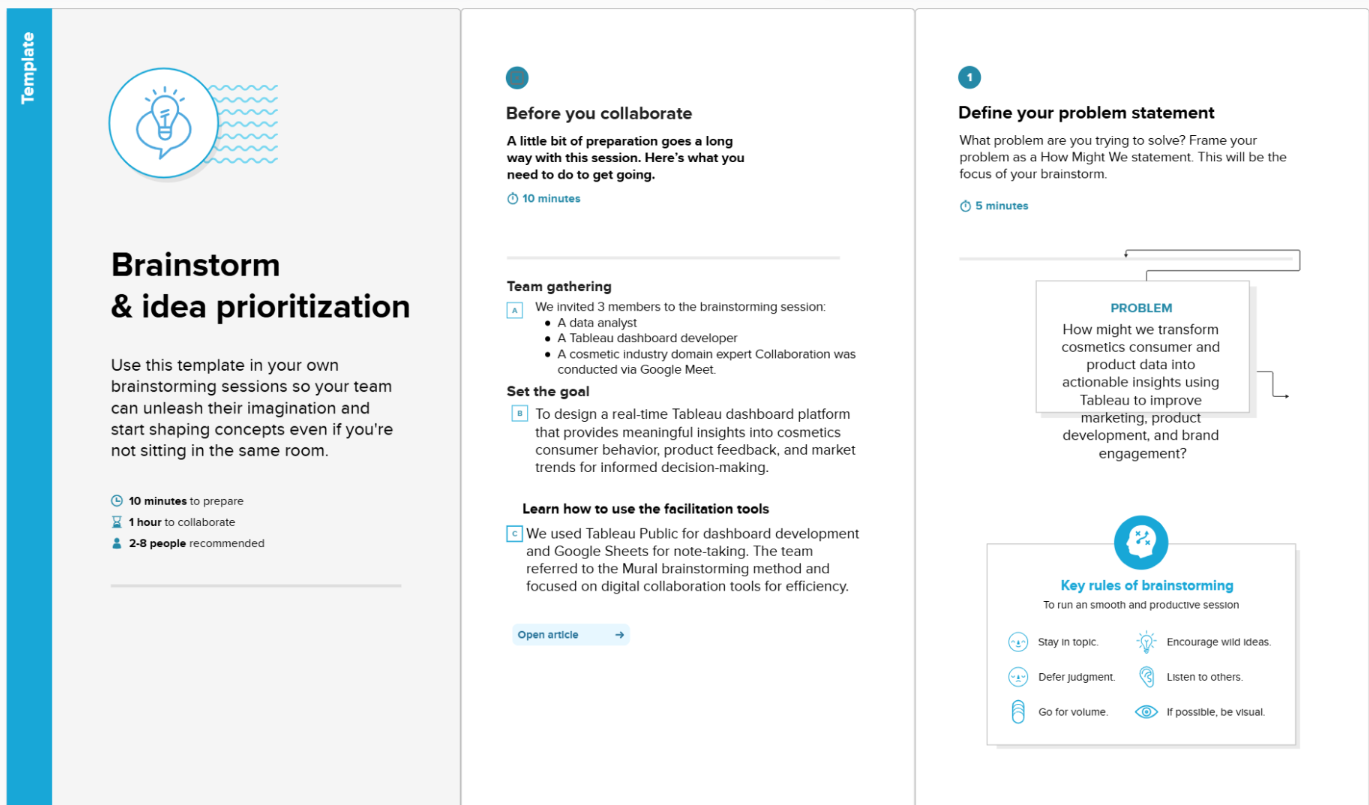 Template
Brainstorm
& idea prioritization
Use this template in your own
brainstorming sessions so your team
can unleash their imagination and
start shaping concepts even if you're
not sitting in the same room.
10 minutes to prepare
1 hour to collaborate
2-8 people recommended
Before you collaborate
A little bit of preparation goes a long
way with this session. Here's what you
need to do to get going.
10 minutes
Team gathering
A
We invited 3 members to the brainstorming session:
● A data analyst
● A Tableau dashboard developer
● A cosmetic industry domain expert Collaboration was
conducted via Google Meet.
Set the goal
B
To design a real-time Tableau dashboard platform
that provides meaningful insights into cosmetics
consumer behavior, product feedback, and market
trends for informed decision-making.
Learn how to use the facilitation tools
C
We used Tableau Public for dashboard development
and Google Sheets for note-taking. The team
referred to the Mural brainstorming method and
focused on digital collaboration tools for efficiency.
Open article →
1
Define your problem statement
What problem are you trying to solve? Frame your
problem as a How Might We statement. This will be the
focus of your brainstorm.
5 minutes
PROBLEM
How might we transform
cosmetics consumer and
product data into
actionable insights using
Tableau to improve
marketing, product
development, and brand
engagement?
Key rules of brainstorming
To run an smooth and productive session
Stay in topic.
Encourage wild ideas.
Defer judgment.
Listen to others.
Go for volume.
If possible, be visual.